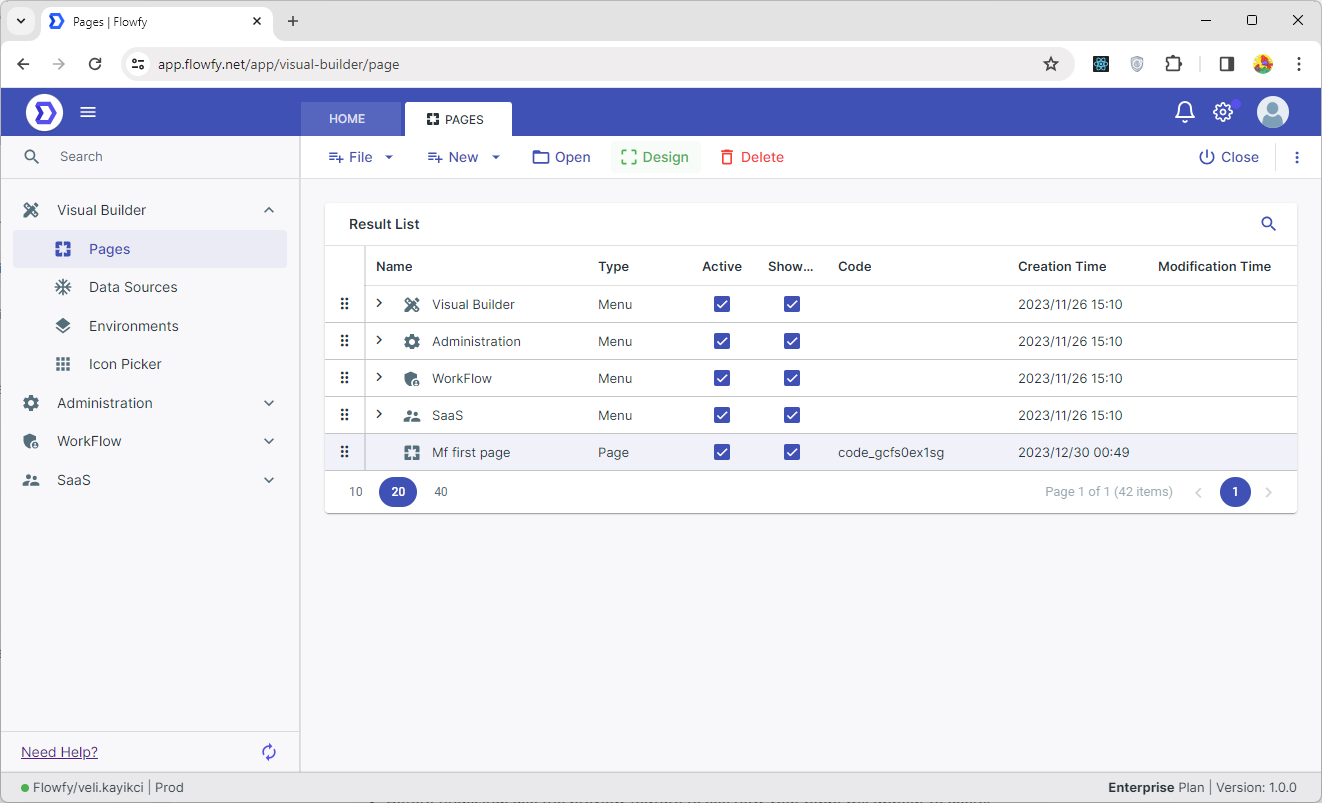 Pages | Flowfy
app.flowfy.net/app/visual-builder/page
HOME PAGES
Search File New Open Design Delete Close
Visual Builder
Pages
Data Sources
Environments
Icon Picker
Administration
WorkFlow
SaaS
Result List
Name Type Active Show... Code Creation Time Modification Time
Visual Builder Menu 2023/11/26 15:10
Administration Menu 2023/11/26 15:10
WorkFlow Menu 2023/11/26 15:10
SaaS Menu 2023/11/26 15:10
Mf first page Page code_gcfs0ex1sg 2023/12/30 00:49
10 20 40 Page 1 of 1 (42 items) 1
Need Help?
Flowfy/veli.kayikci | Prod Enterprise Plan | Version: 1.0.0